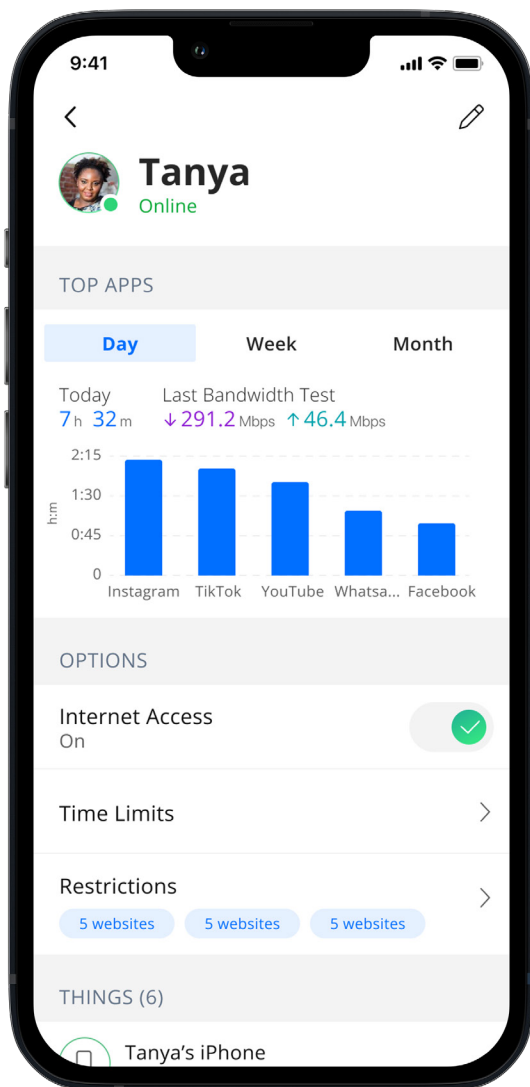 9:41
Tanya
Online
TOP APPS
Day Week Month
Today Last Bandwidth Test
7 h 32 m ↓ 291.2 Mbps ↑ 46.4 Mbps
2:15
1:30
h:m
0:45
0
Instagram TikTok YouTube Whatsa... Facebook
OPTIONS
Internet Access
On
Time Limits
Restrictions
5 websites 5 websites 5 websites
THINGS (6)
Tanya’s iPhone